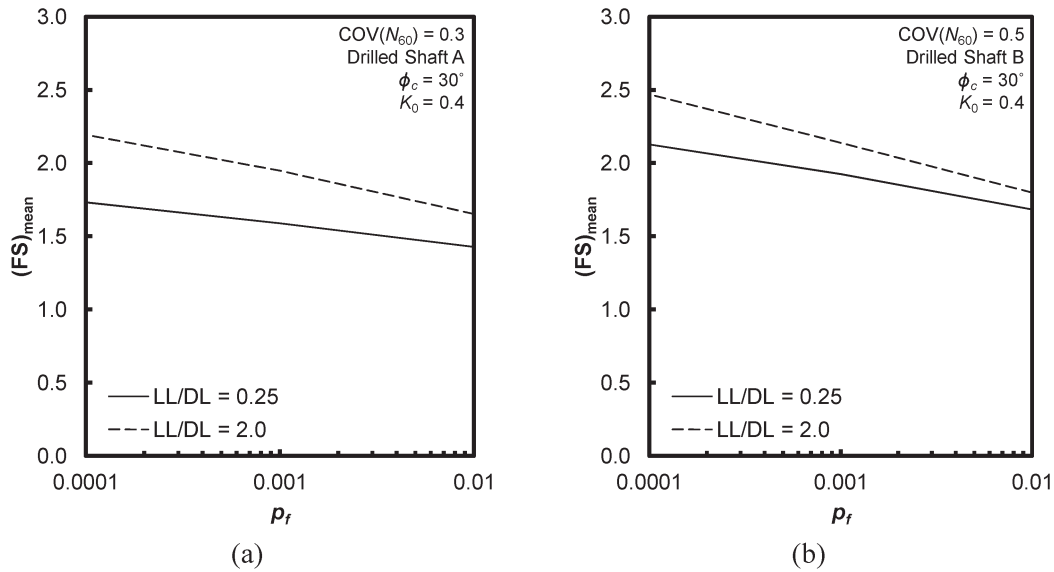 3.0
2.5
2.0
1.5
1.0
0.5
0.0
(FS)mean
COV(N60) = 0.3
Drilled Shaft A
ϕc = 30°
K0 = 0.4
LL/DL = 0.25
LL/DL = 2.0
0.0001 0.001 0.01
pf
(a)
3.0
2.5
2.0
1.5
1.0
0.5
0.0
(FS)mean
COV(N60) = 0.5
Drilled Shaft B
ϕc = 30°
K0 = 0.4
LL/DL = 0.25
LL/DL = 2.0
0.0001 0.001 0.01
pf
(b)